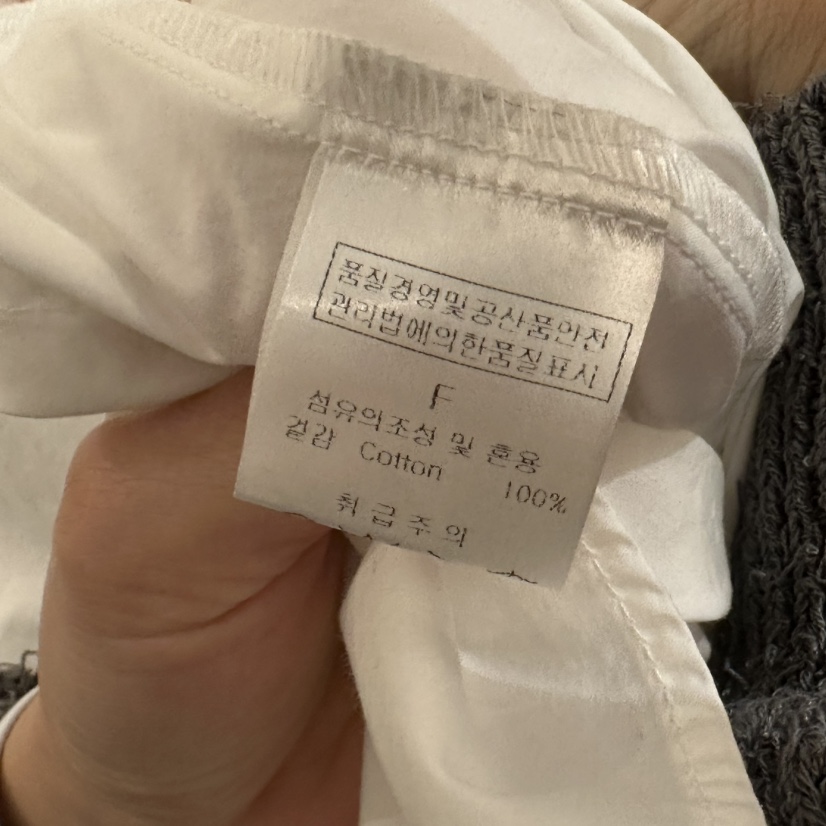 품질경영및공산품안전
관리법에의한품질표시
F
섬유의조성 및 혼용
겉감 Cotton 100%
취급주의